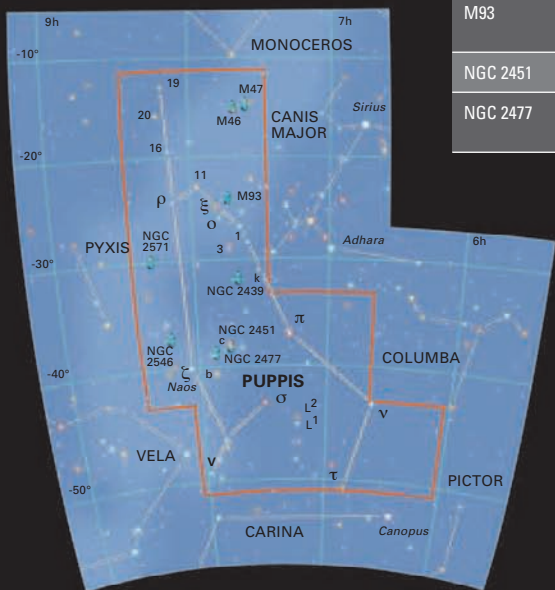 9h
7h
M93
MONOCEROS
-10°
NGC 2451
19
M47
NGC 2477
20
M46
CANIS
MAJOR
Sirius
16
-20°
11
ρ
ξ
M93
ο
1
NGC
2571
3
Adhara
6h
PYXIS
-30°
k
NGC 2439
π
NGC 2451
c
NGC
2546
NGC 2477
COLUMBA
ζ
b
-40°
Naos
PUPPIS
σ
L²
L¹
ν
VELA
V
τ
PICTOR
-50°
CARINA
Canopus